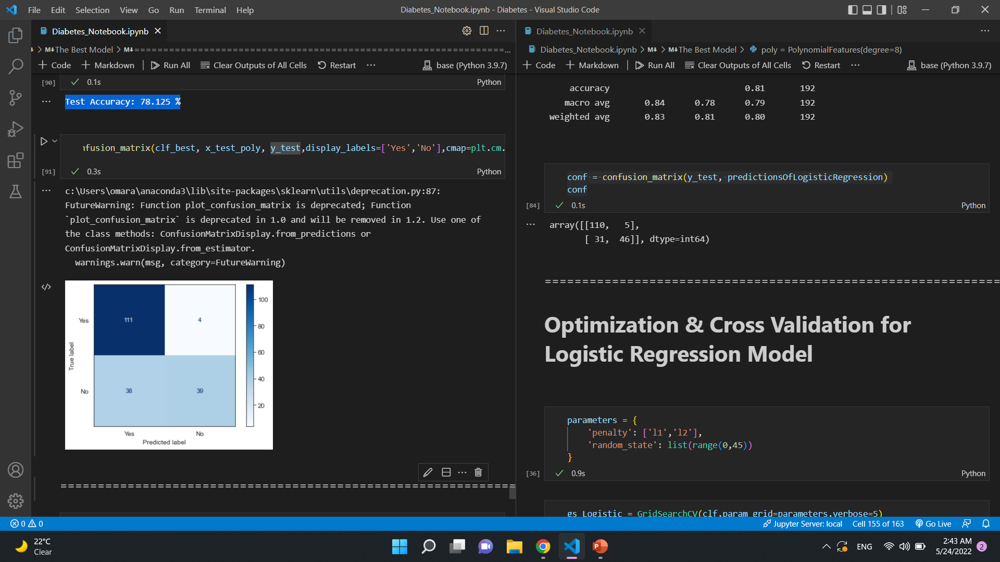 File Edit Selection View Go Run Terminal Help
Diabetes_Notebook.ipynb - Diabetes - Visual Studio Code
Diabetes_Notebook.ipynb
The Best Model > ==========================================================================...
+ Code + Markdown Run All Clear Outputs of All Cells Restart ... base (Python 3.9.7)
[90] 0.1s Python
Test Accuracy: 78.125 %
nfusion_matrix(clf_best, x_test_poly, y_test,display_labels=['Yes','No'],cmap=plt.cm.
[91] 0.3s Python
c:\Users\omara\anaconda3\lib\site-packages\sklearn\utils\deprecation.py:87:
FutureWarning: Function plot_confusion_matrix is deprecated; Function
`plot_confusion_matrix` is deprecated in 1.0 and will be removed in 1.2. Use one of
the class methods: ConfusionMatrixDisplay.from_predictions or
ConfusionMatrixDisplay.from_estimator.
warnings.warn(msg, category=FutureWarning)
True label
Yes 111 4
No 38 39
Yes No
Predicted label
100
80
60
40
20
==========================================================================
Diabetes_Notebook.ipynb
Diabetes_Notebook.ipynb > M↓ > M↓The Best Model > poly = PolynomialFeatures(degree=8)
+ Code + Markdown Run All Clear Outputs of All Cells Restart ... base (Python 3.9.7)
accuracy 0.81 192
macro avg 0.84 0.78 0.79 192
weighted avg 0.83 0.81 0.80 192
conf = confusion_matrix(y_test, predictionsOfLogisticRegression)
conf
[84] 0.1s Python
array([[110, 5],
[ 31, 46]], dtype=int64)
==========================================================================
Optimization & Cross Validation for
Logistic Regression Model
parameters = {
'penalty': ['l1','l2'],
'random_state': list(range(0,45))
}
[36] 0.9s Python
gs_Logistic = GridSearchCV(clf,param_grid=parameters,verbose=5)
0 0
Jupyter Server: local Cell 155 of 163 Go Live
22°C
Clear
ENG
2:43 AM
5/24/2022
2